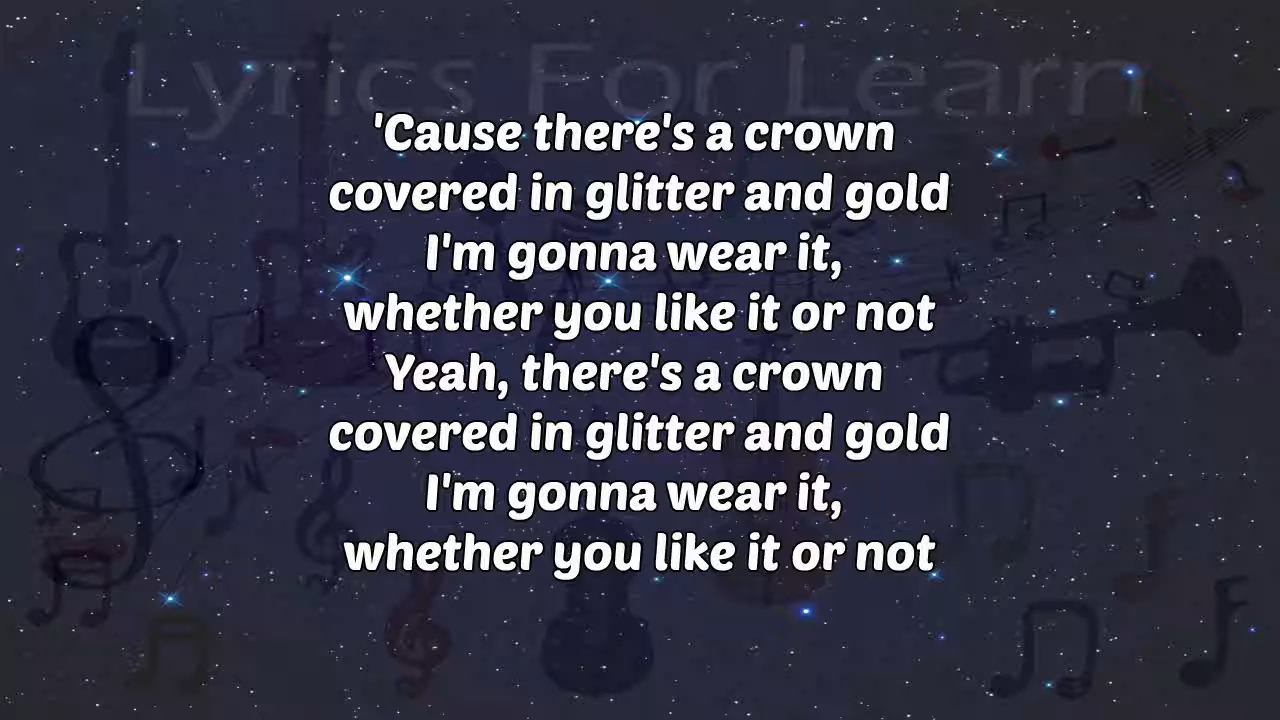 Lyrics For Learn
'Cause there's a crown
covered in glitter and gold
I'm gonna wear it,
whether you like it or not
Yeah, there's a crown
covered in glitter and gold
I'm gonna wear it,
whether you like it or not